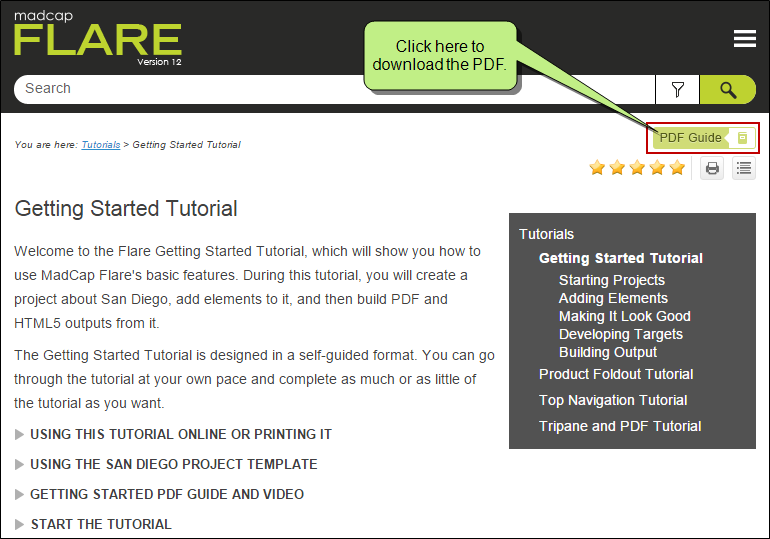 madcap
FLARE
Version 12
Click here to
download the PDF.
Search
You are here: Tutorials > Getting Started Tutorial
PDF Guide
Getting Started Tutorial
Welcome to the Flare Getting Started Tutorial, which will show you how to
use MadCap Flare's basic features. During this tutorial, you will create a
project about San Diego, add elements to it, and then build PDF and
HTML5 outputs from it.
The Getting Started Tutorial is designed in a self-guided format. You can go
through the tutorial at your own pace and complete as much or as little of
the tutorial as you want.
USING THIS TUTORIAL ONLINE OR PRINTING IT
USING THE SAN DIEGO PROJECT TEMPLATE
GETTING STARTED PDF GUIDE AND VIDEO
START THE TUTORIAL
Tutorials
Getting Started Tutorial
Starting Projects
Adding Elements
Making It Look Good
Developing Targets
Building Output
Product Foldout Tutorial
Top Navigation Tutorial
Tripane and PDF Tutorial